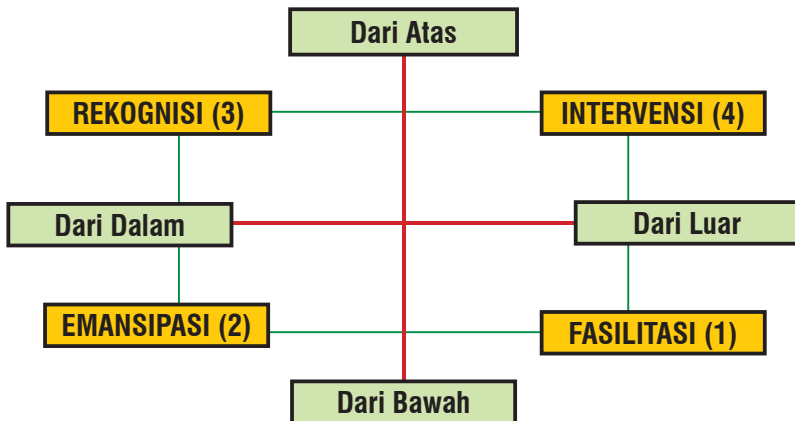 Dari Atas
REKOGNISI (3)
INTERVENSI (4)
Dari Dalam
Dari Luar
EMANSIPASI (2)
FASILITASI (1)
Dari Bawah